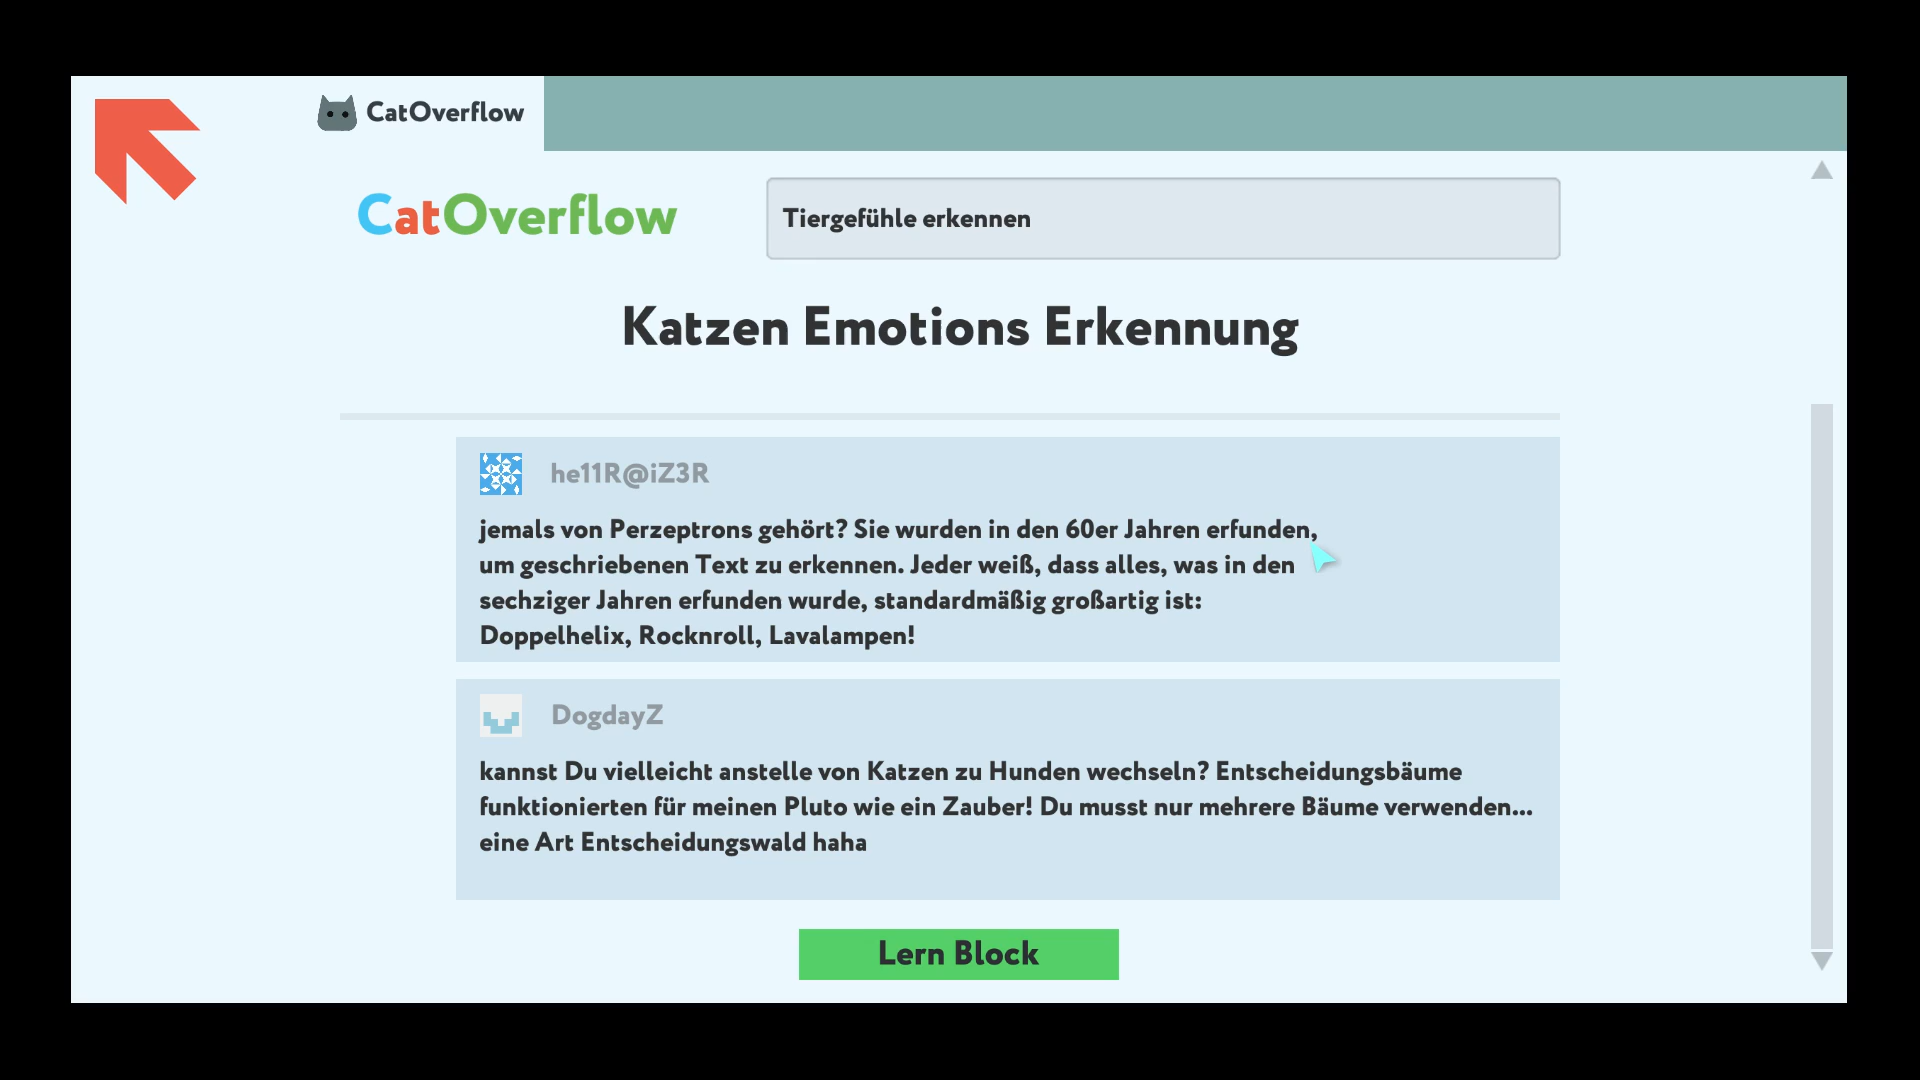 CatOverflow
CatOverflow
Tiergefühle erkennen
Katzen Emotions Erkennung
he11R@iZ3R
jemals von Perzeptrons gehört? Sie wurden in den 60er Jahren erfunden,
um geschriebenen Text zu erkennen. Jeder weiß, dass alles, was in den
sechziger Jahren erfunden wurde, standardmäßig großartig ist:
Doppelhelix, Rocknroll, Lavalampen!
DogdayZ
kannst Du vielleicht anstelle von Katzen zu Hunden wechseln? Entscheidungsbäume
funktionierten für meinen Pluto wie ein Zauber! Du musst nur mehrere Bäume verwenden...
eine Art Entscheidungswald haha
Lern Block